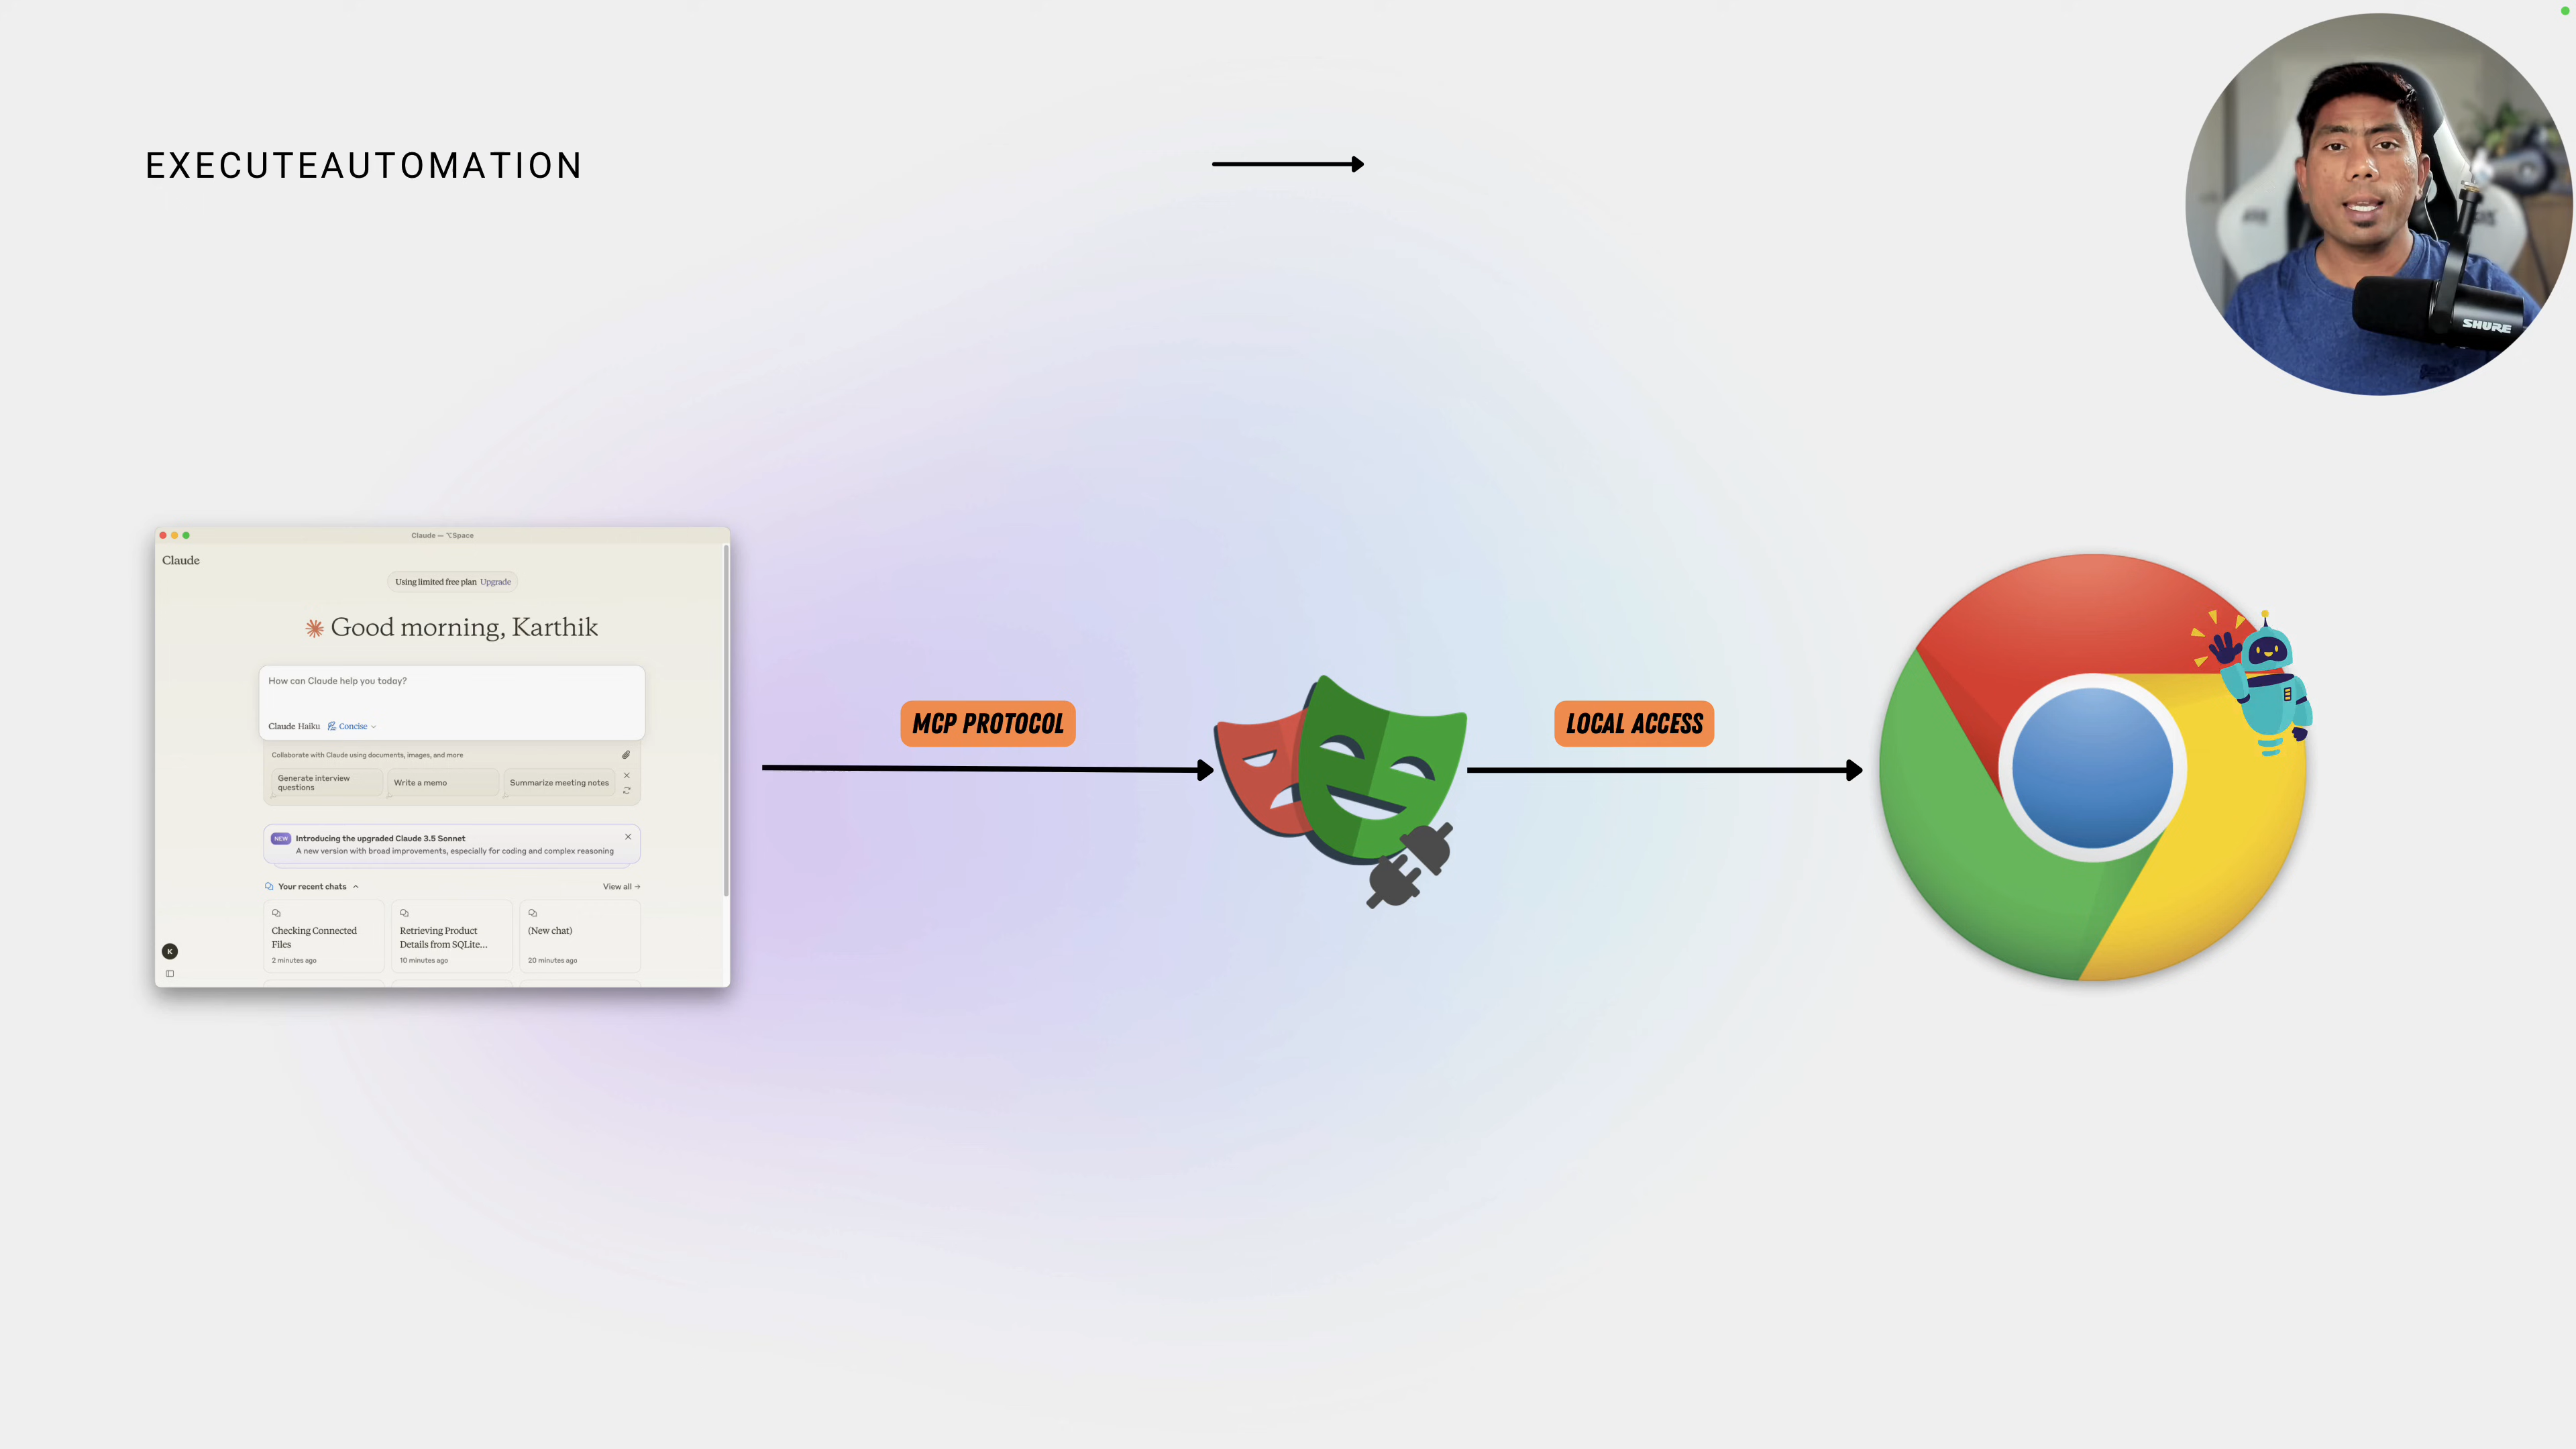 EXECUTEAUTOMATION
SHURE
Claude — ⌥Space
Claude
Using limited free plan Upgrade
Good morning, Karthik
How can Claude help you today?
Claude Haiku Concise
Collaborate with Claude using documents, images, and more
Generate interview
questions
Write a memo
Summarize meeting notes
NEW Introducing the upgraded Claude 3.5 Sonnet
A new version with broad improvements, especially for coding and complex reasoning
Your recent chats
View all →
Checking Connected
Files
2 minutes ago
Retrieving Product
Details from SQLite...
10 minutes ago
(New chat)
20 minutes ago
K
MCP PROTOCOL
LOCAL ACCESS